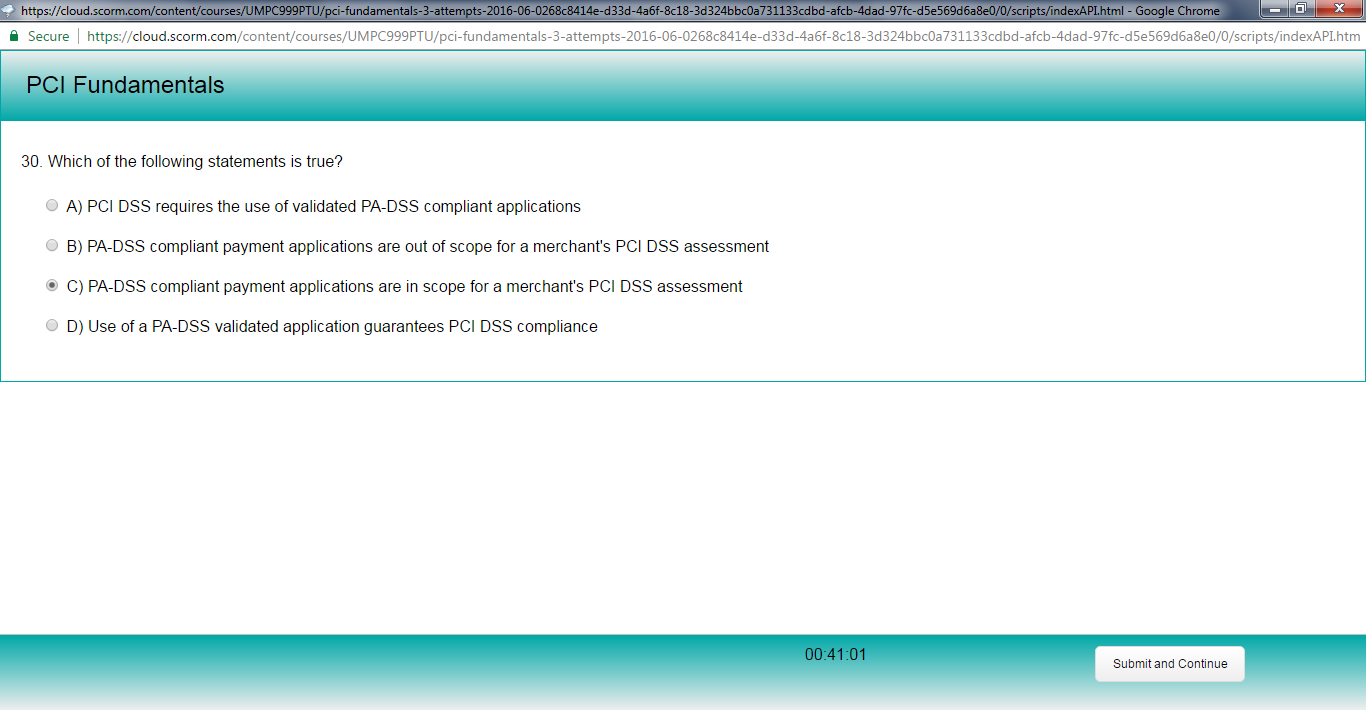 https://cloud.scorm.com/content/courses/UMPC999PTU/pci-fundamentals-3-attempts-2016-06-0268c8414e-d33d-4a6f-8c18-3d324bbc0a731133cdbd-afcb-4dad-97fc-d5e569d6a8e0/0/scripts/indexAPI.html - Google Chrome
Secure | https://cloud.scorm.com/content/courses/UMPC999PTU/pci-fundamentals-3-attempts-2016-06-0268c8414e-d33d-4a6f-8c18-3d324bbc0a731133cdbd-afcb-4dad-97fc-d5e569d6a8e0/0/scripts/indexAPI.htm
PCI Fundamentals
30. Which of the following statements is true?
A) PCI DSS requires the use of validated PA-DSS compliant applications
B) PA-DSS compliant payment applications are out of scope for a merchant's PCI DSS assessment
C) PA-DSS compliant payment applications are in scope for a merchant's PCI DSS assessment
D) Use of a PA-DSS validated application guarantees PCI DSS compliance
00:41:01
Submit and Continue